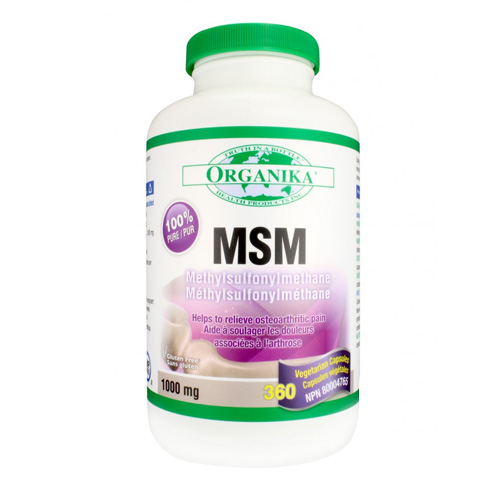 TRUTH IN A BOTTLE
ORGANIKA®
HEALTH PRODUCTS INC
100%
PURE / PUR
MSM
Methylsulfonylmethane
Méthylsulfonylméthane
Helps to relieve osteoarthritic pain
Aide à soulager les douleurs
associées à l'arthrose
Gluten Free
Sans gluten
1000 mg
360
Vegetarian Capsules
Capsules végétales
NPN 80004765